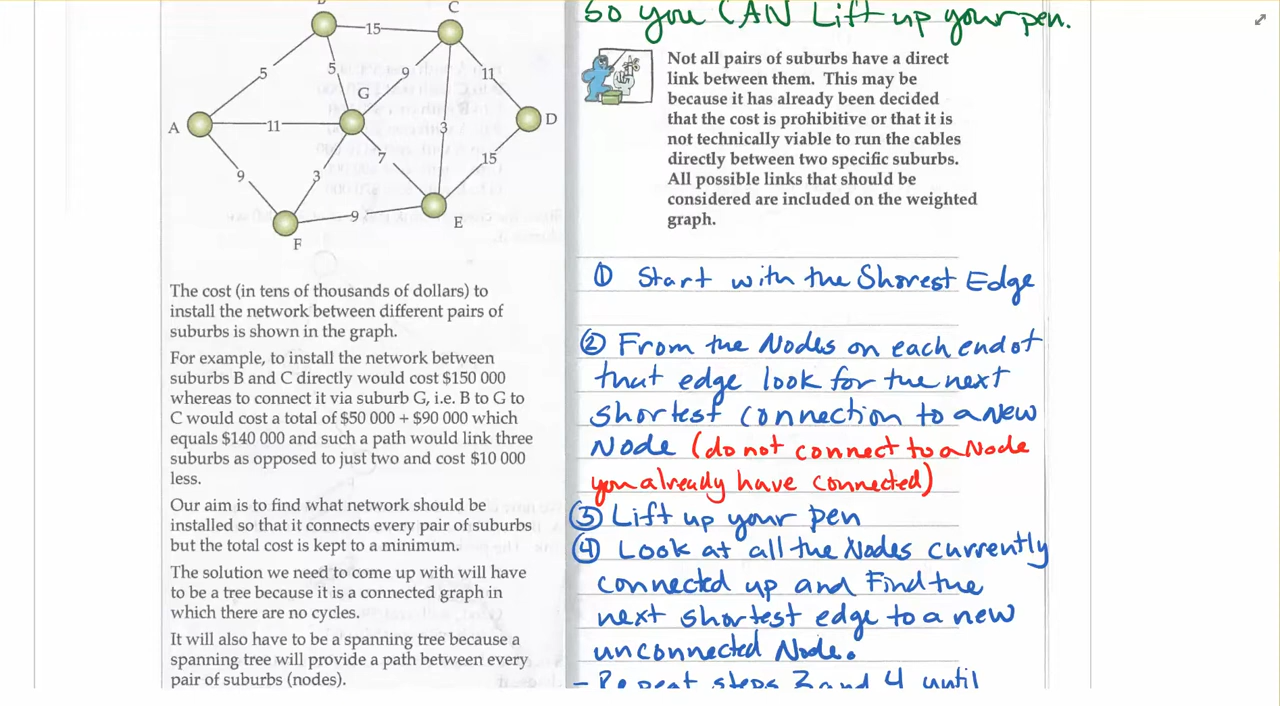 C
15
5
5
9
11
G
A
11
3
D
7
15
9
3
9
E
F
The cost (in tens of thousands of dollars) to
install the network between different pairs of
suburbs is shown in the graph.
For example, to install the network between
suburbs B and C directly would cost $150 000
whereas to connect it via suburb G, i.e. B to G to
C would cost a total of $50 000 + $90 000 which
equals $140 000 and such a path would link three
suburbs as opposed to just two and cost $10 000
less.
Our aim is to find what network should be
installed so that it connects every pair of suburbs
but the total cost is kept to a minimum.
The solution we need to come up with will have
to be a tree because it is a connected graph in
which there are no cycles.
It will also have to be a spanning tree because a
spanning tree will provide a path between every
pair of suburbs (nodes).
So you CAN Lift up your pen.
Not all pairs of suburbs have a direct
link between them. This may be
because it has already been decided
that the cost is prohibitive or that it is
not technically viable to run the cables
directly between two specific suburbs.
All possible links that should be
considered are included on the weighted
graph.
① Start with the Shorest Edge
② From the Nodes on each end of
that edge look for the next
shortest connection to a New
Node (do not connect to a Node
you already have connected)
③ Lift up your pen
④ Look at all the Nodes currently
connected up and Find the
next shortest edge to a new
unconnected Node.
- Repeat steps 3 and 4 until